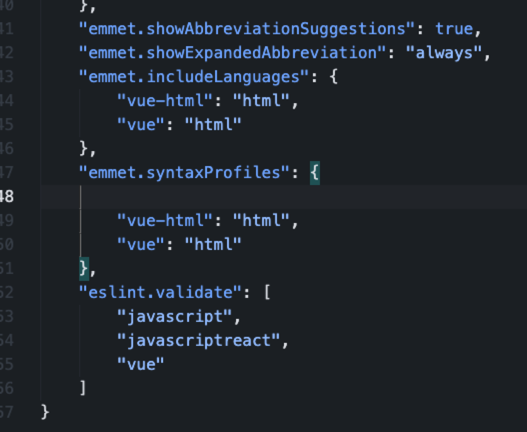 40 },
41 "emmet.showAbbreviationSuggestions": true,
42 "emmet.showExpandedAbbreviation": "always",
43 "emmet.includeLanguages": {
44 "vue-html": "html",
45 "vue": "html"
46 },
47 "emmet.syntaxProfiles": {
48
49 "vue-html": "html",
50 "vue": "html"
51 },
52 "eslint.validate": [
53 "javascript",
54 "javascriptreact",
55 "vue"
56 ]
57 }